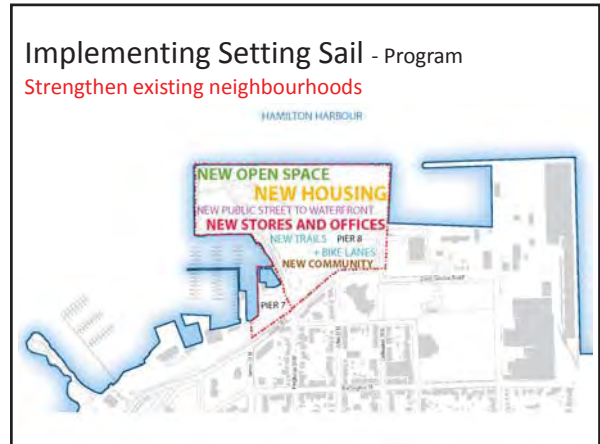 Implementing Setting Sail - Program
Strengthen existing neighbourhoods
HAMILTON HARBOUR
NEW OPEN SPACE
NEW HOUSING
NEW PUBLIC STREET TO WATERFRONT
NEW STORES AND OFFICES
NEW TRAILS PIER 8
+ BIKE LANES
NEW COMMUNITY
PIER 7